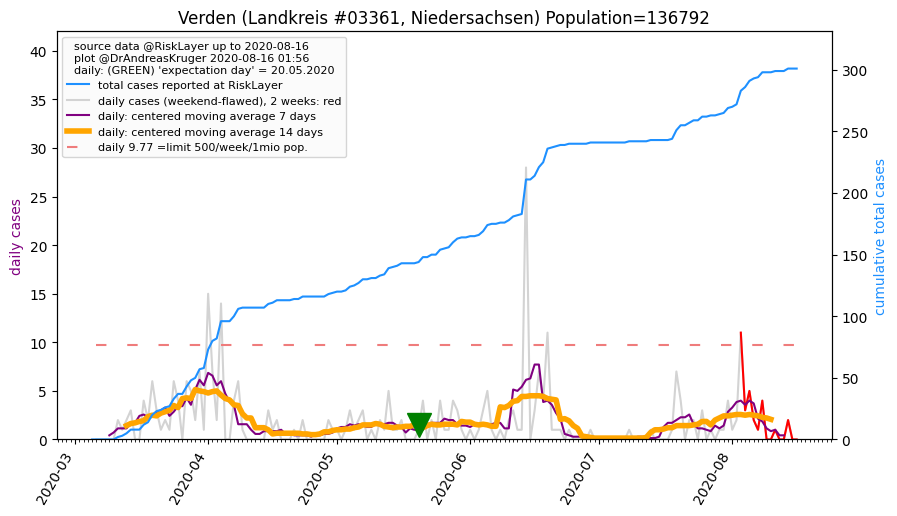 Verden (Landkreis #03361, Niedersachsen) Population=136792
source data @RiskLayer up to 2020-08-16
plot @DrAndreasKruger 2020-08-16 01:56
daily: (GREEN) 'expectation day' = 20.05.2020
total cases reported at RiskLayer
daily cases (weekend-flawed), 2 weeks: red
daily: centered moving average 7 days
daily: centered moving average 14 days
daily 9.77 =limit 500/week/1mio pop.
daily cases
40
35
30
25
20
15
10
5
0
cumulative total cases
300
250
200
150
100
50
0
2020-03
2020-04
2020-05
2020-06
2020-07
2020-08